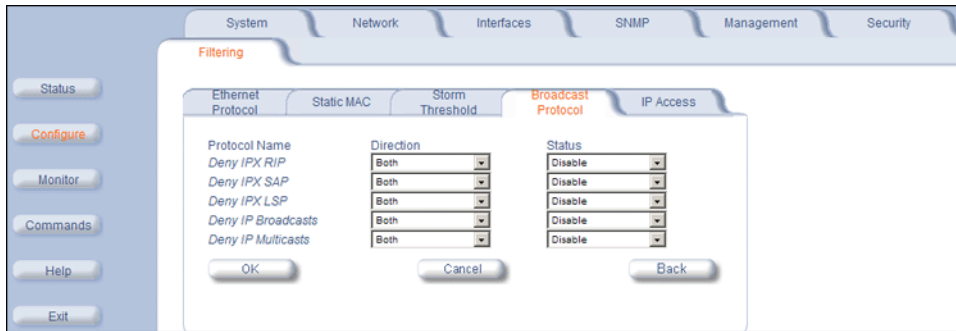 System Network Interfaces SNMP Management Security
Filtering
Status
Configure
Monitor
Commands
Help
Exit
Ethernet Protocol Static MAC Storm Threshold Broadcast Protocol IP Access
Protocol Name Direction Status
Deny IPX RIP Both Disable
Deny IPX SAP Both Disable
Deny IPX LSP Both Disable
Deny IP Broadcasts Both Disable
Deny IP Multicasts Both Disable
OK Cancel Back